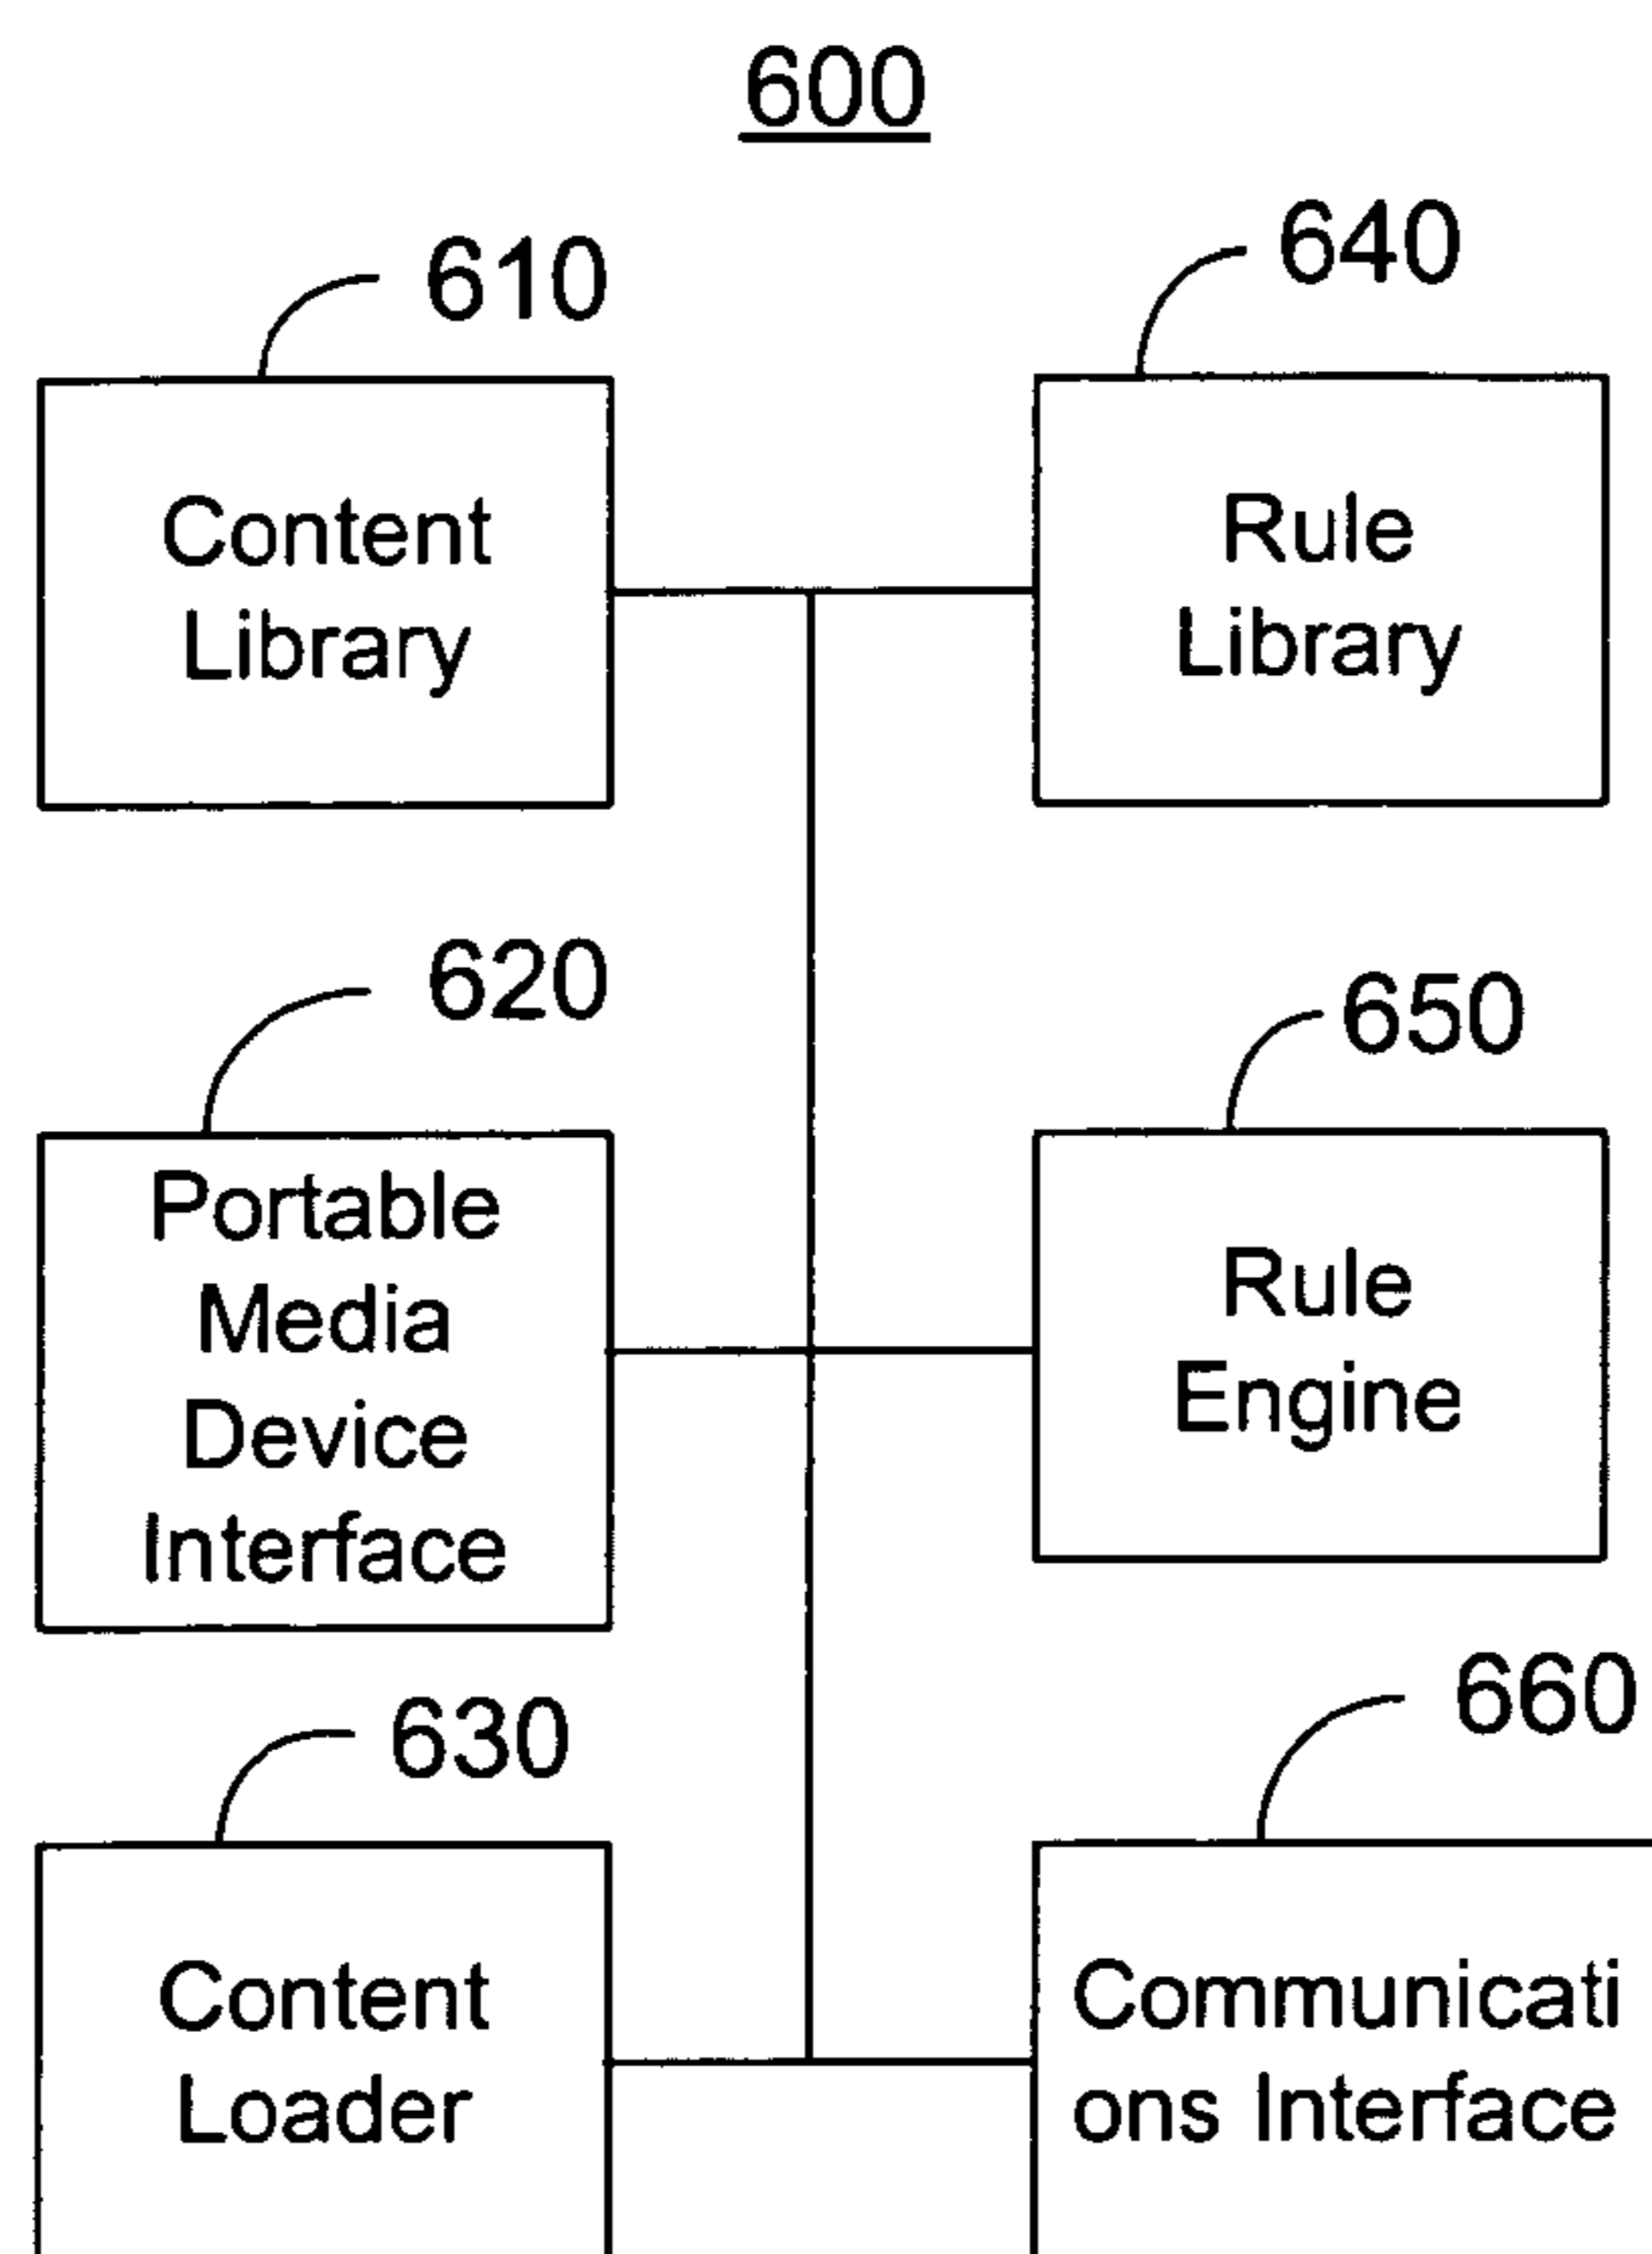 600
610
Content
Library
640
Rule
Library
620
Portable
Media
Device
Interface
650
Rule
Engine
630
Content
Loader
660
Communicati
ons Interface